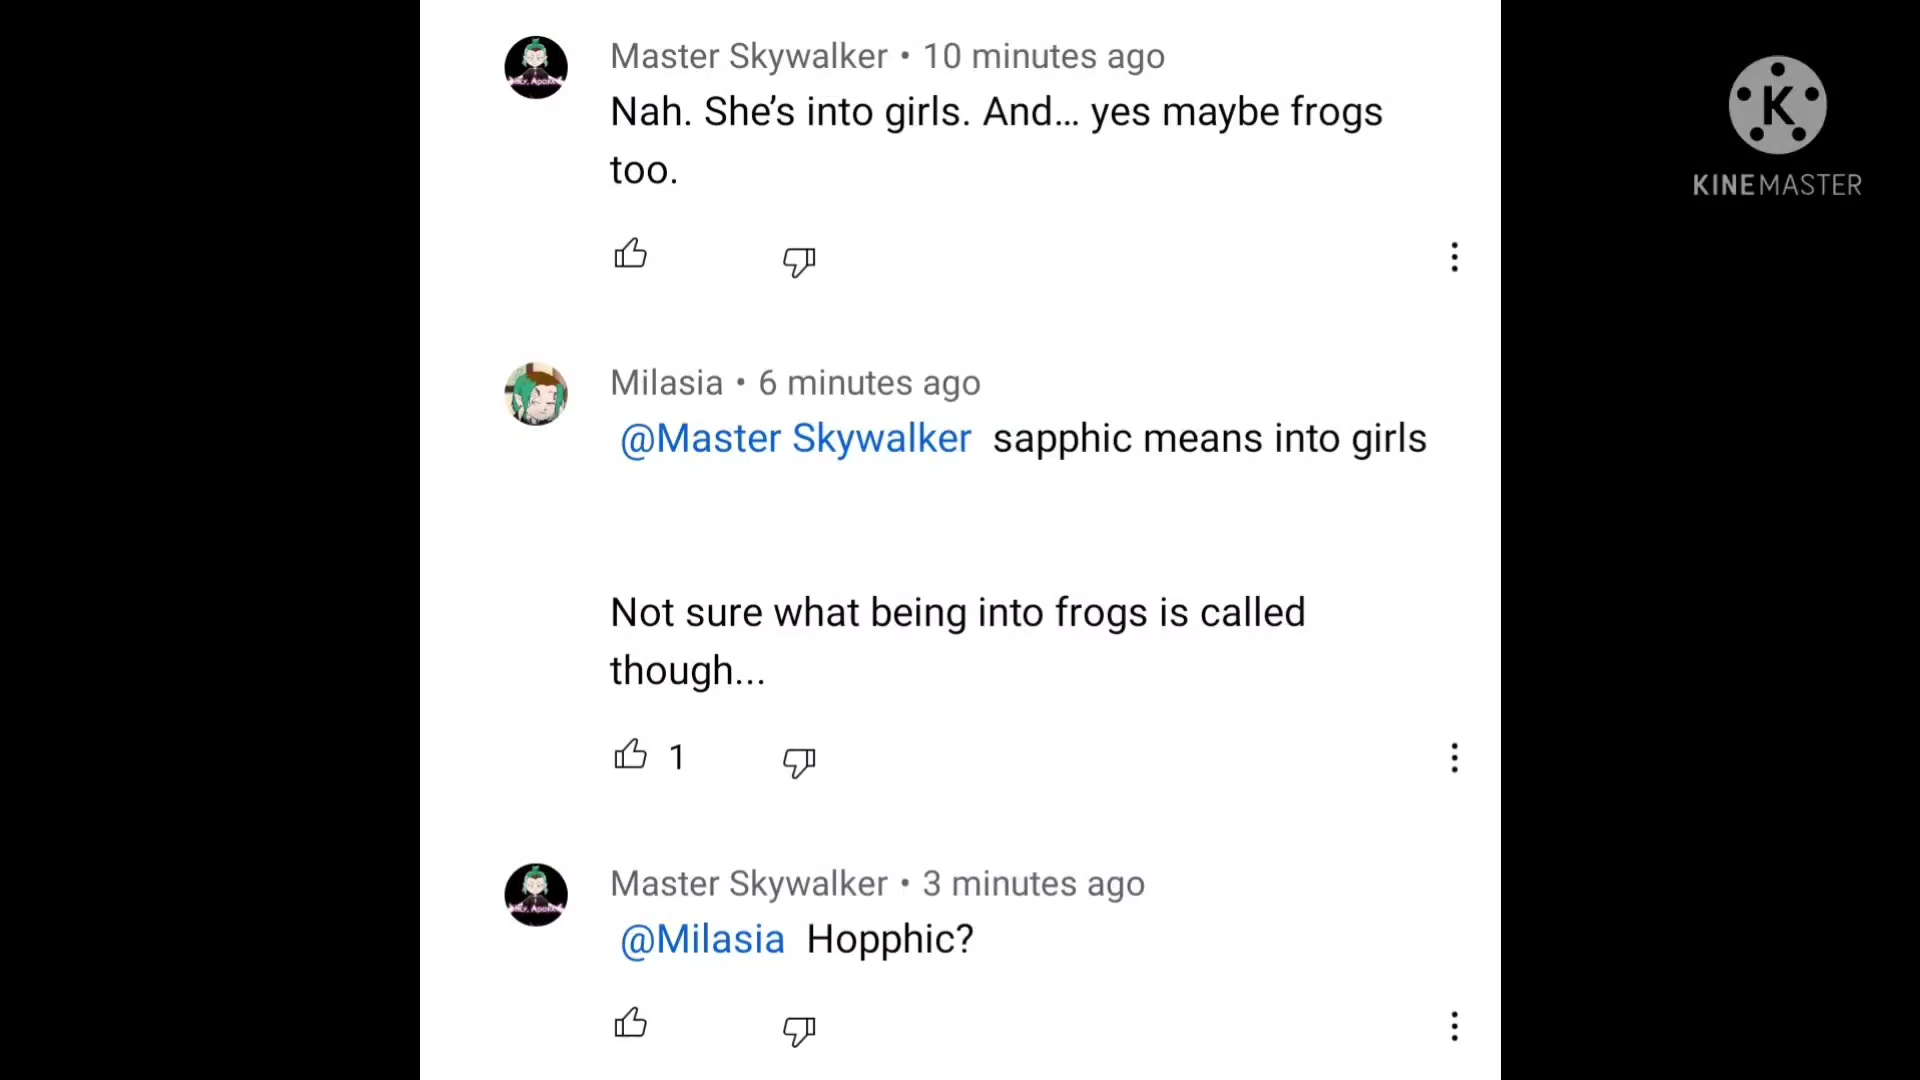 Master Skywalker • 10 minutes ago
Nah. She’s into girls. And... yes maybe frogs
too.
K
KINEMASTER
Milasia • 6 minutes ago
@Master Skywalker sapphic means into girls
Not sure what being into frogs is called
though...
1
Master Skywalker • 3 minutes ago
@Milasia Hopphic?